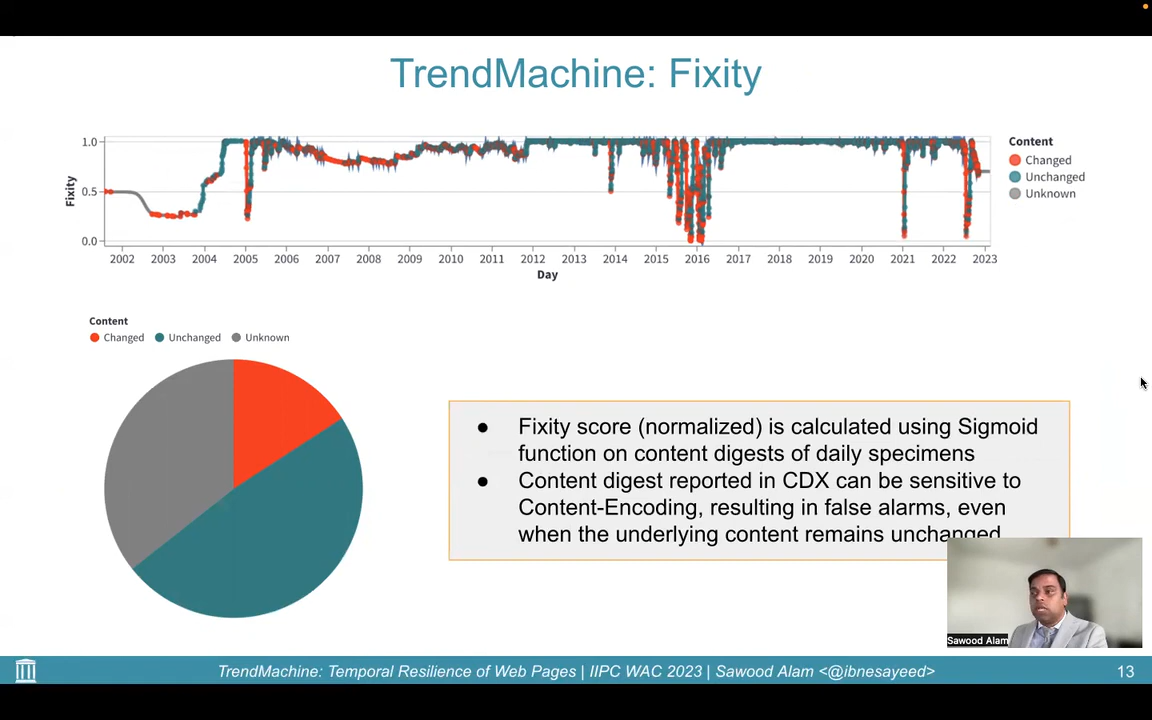 TrendMachine: Fixity
1.0
0.5
0.0
Fixity
2002 2003 2004 2005 2006 2007 2008 2009 2010 2011 2012 2013 2014 2015 2016 2017 2018 2019 2020 2021 2022 2023
Day
Content
Changed
Unchanged
Unknown
Content
Changed Unchanged Unknown
● Fixity score (normalized) is calculated using Sigmoid
function on content digests of daily specimens
● Content digest reported in CDX can be sensitive to
Content-Encoding, resulting in false alarms, even
when the underlying content remains unchanged
Sawood Alam
TrendMachine: Temporal Resilience of Web Pages | IIPC WAC 2023 | Sawood Alam <@ibnesayeed>
13